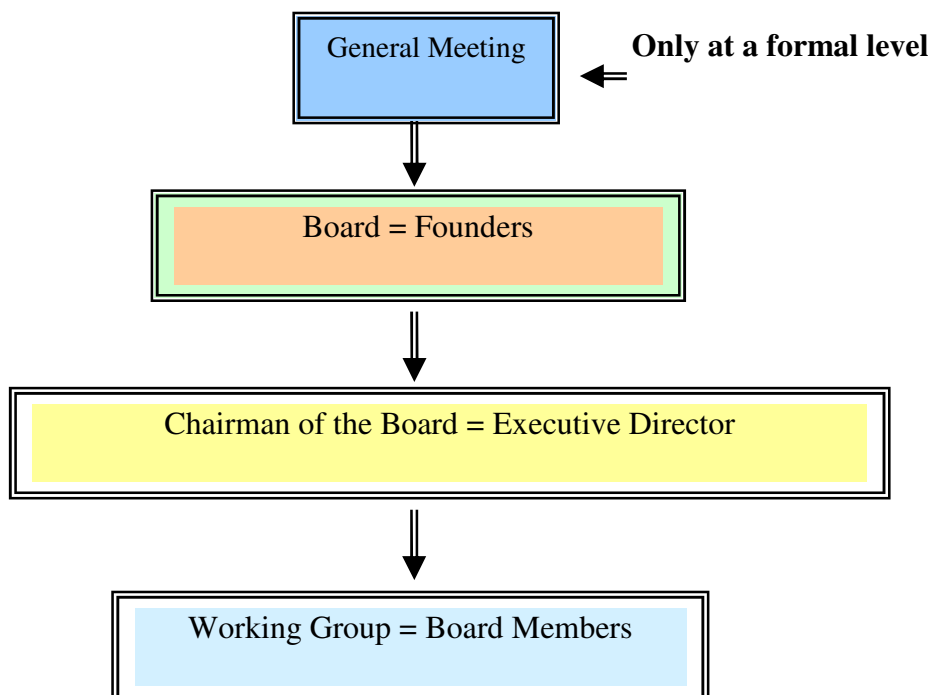 General Meeting
Only at a formal level
Board = Founders
Chairman of the Board = Executive Director
Working Group = Board Members